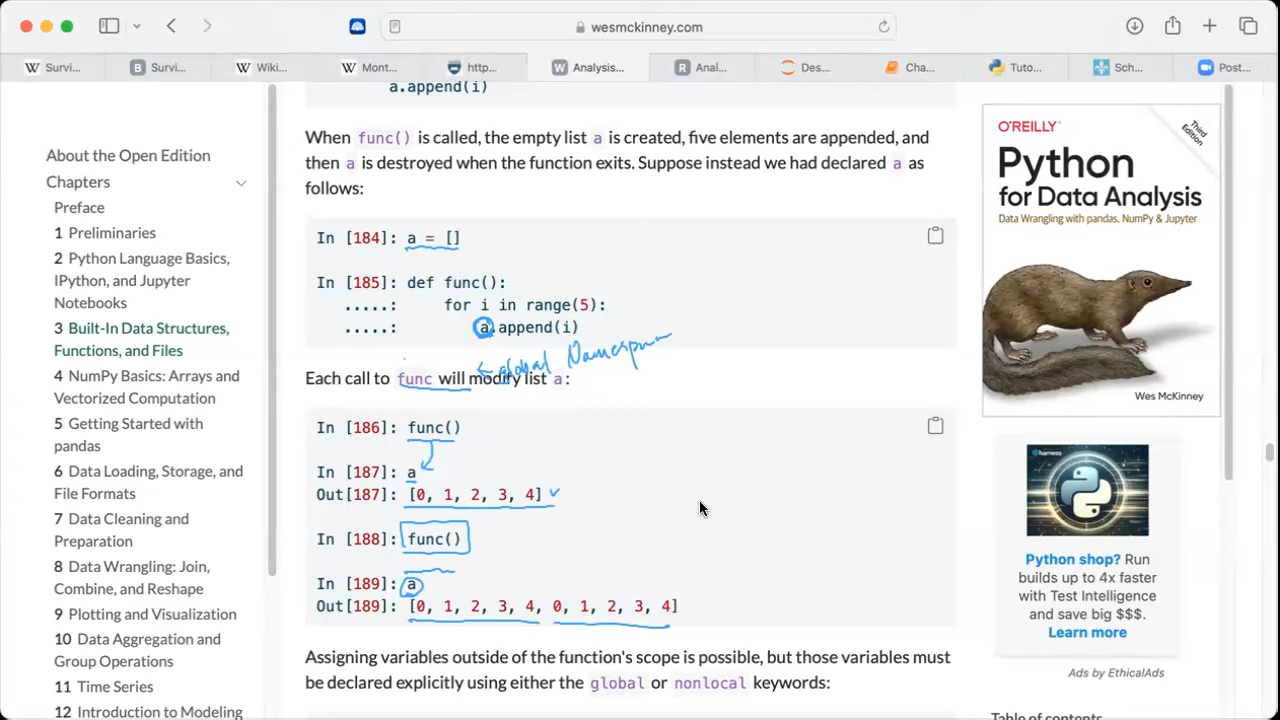 wesmckinney.com
Survi...
Survi...
Wiki...
Mont...
http...
Analysis...
Anal...
Des...
Cha...
Tuto...
Sch...
Post...
About the Open Edition
Chapters
Preface
1 Preliminaries
2 Python Language Basics,
IPython, and Jupyter
Notebooks
3 Built-In Data Structures,
Functions, and Files
4 NumPy Basics: Arrays and
Vectorized Computation
5 Getting Started with
pandas
6 Data Loading, Storage, and
File Formats
7 Data Cleaning and
Preparation
8 Data Wrangling: Join,
Combine, and Reshape
9 Plotting and Visualization
10 Data Aggregation and
Group Operations
11 Time Series
12 Introduction to Modeling
a.append(i)
When func() is called, the empty list a is created, five elements are appended, and
then a is destroyed when the function exits. Suppose instead we had declared a as
follows:
In [184]: a = []
In [185]: def func():
.....: for i in range(5):
.....: a.append(i)
global
Each call to func will modify list a:
In [186]: func()
In [187]: a
Out[187]: [0, 1, 2, 3, 4]
In [188]: func()
In [189]: a
Out[189]: [0, 1, 2, 3, 4, 0, 1, 2, 3, 4]
Assigning variables outside of the function's scope is possible, but those variables must
be declared explicitly using either the global or nonlocal keywords:
O'REILLY
Third
Edition
Python
for Data Analysis
Data Wrangling with pandas, NumPy & Jupyter
Wes McKinney
harness
Python shop? Run
builds up to 4x faster
with Test Intelligence
and save big $$$.
Learn more
Ads by EthicalAds
Table of contents